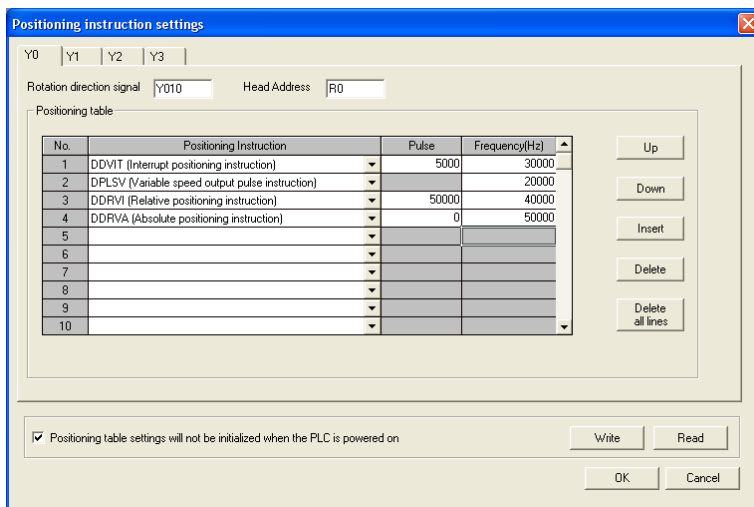 Positioning instruction settings
Y0 Y1 Y2 Y3
Rotation direction signal Y010 Head Address R0
Positioning table
No. Positioning Instruction Pulse Frequency(Hz)
1 DDVIT (Interrupt positioning instruction) 5000 30000
2 DPLSV (Variable speed output pulse instruction) 20000
3 DDRVI (Relative positioning instruction) 50000 40000
4 DDRVA (Absolute positioning instruction) 0 50000
5
6
7
8
9
10
Up
Down
Insert
Delete
Delete
all lines
Positioning table settings will not be initialized when the PLC is powered on
Write Read
OK Cancel